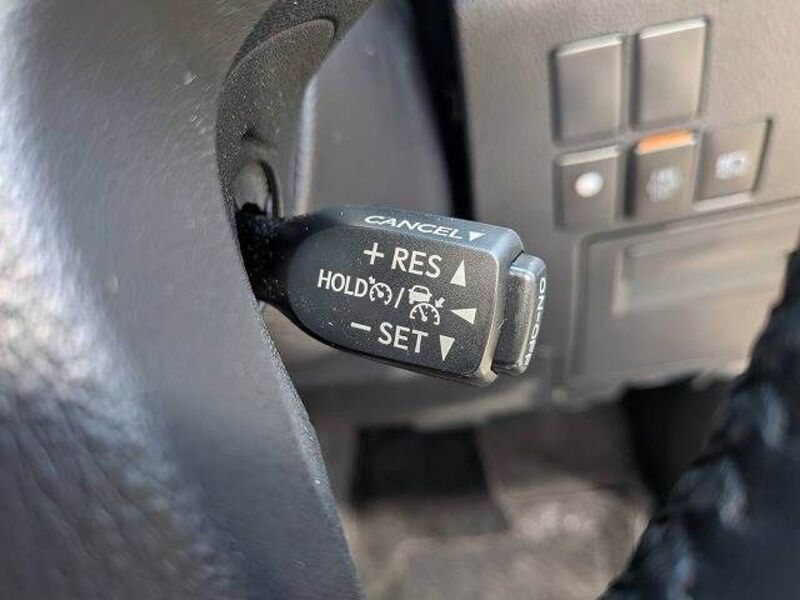 CANCEL▼
+ RES ▲
HOLD /
− SET ▼
ON-OFF